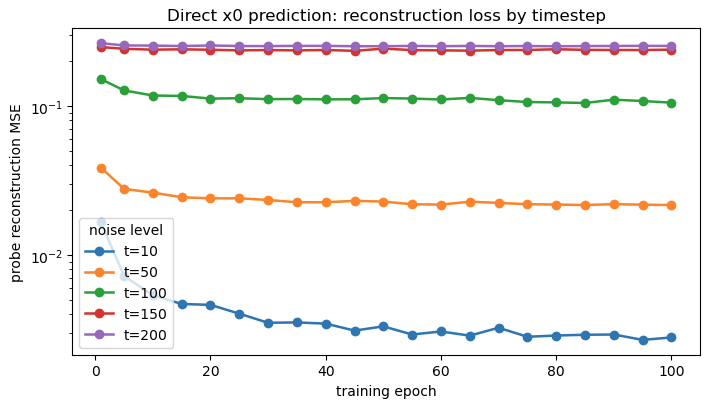 Direct x0 prediction: reconstruction loss by timestep
probe reconstruction MSE
10⁻¹
10⁻²
noise level
t=10
t=50
t=100
t=150
t=200
0 20 40 60 80 100
training epoch